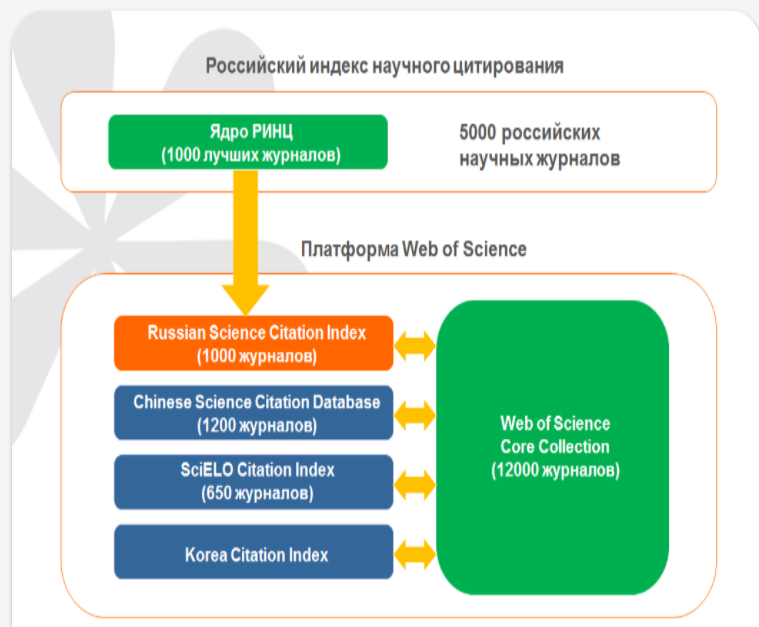 Российский индекс научного цитирования
Ядро РИНЦ
(1000 лучших журналов)
5000 российских
научных журналов
Платформа Web of Science
Russian Science Citation Index
(1000 журналов)
Chinese Science Citation Database
(1200 журналов)
SciELO Citation Index
(650 журналов)
Korea Citation Index
Web of Science
Core Collection
(12000 журналов)